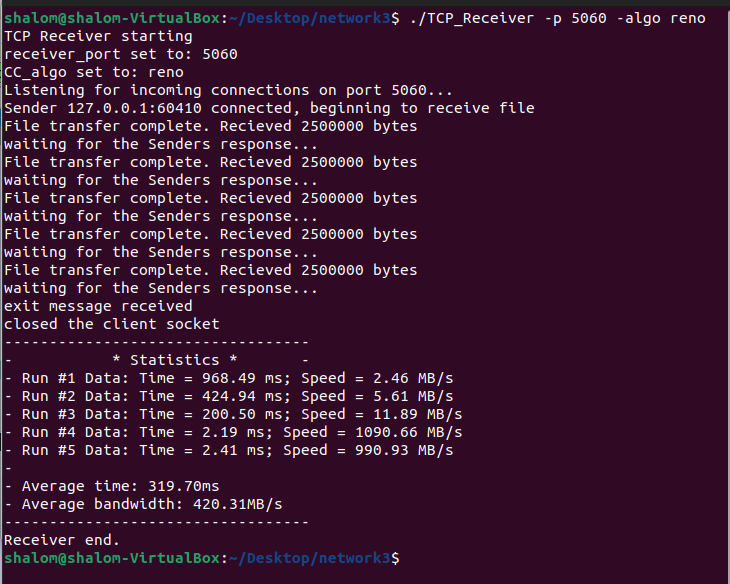 shalom@shalom-VirtualBox:~/Desktop/network3$ ./TCP_Receiver -p 5060 -algo reno
TCP Receiver starting
receiver_port set to: 5060
CC_algo set to: reno
Listening for incoming connections on port 5060...
Sender 127.0.0.1:60410 connected, beginning to receive file
File transfer complete. Recieved 2500000 bytes
waiting for the Senders response...
File transfer complete. Recieved 2500000 bytes
waiting for the Senders response...
File transfer complete. Recieved 2500000 bytes
waiting for the Senders response...
File transfer complete. Recieved 2500000 bytes
waiting for the Senders response...
File transfer complete. Recieved 2500000 bytes
waiting for the Senders response...
exit message received
closed the client socket
----------------------------------
-           * Statistics *       -
- Run #1 Data: Time = 968.49 ms; Speed = 2.46 MB/s
- Run #2 Data: Time = 424.94 ms; Speed = 5.61 MB/s
- Run #3 Data: Time = 200.50 ms; Speed = 11.89 MB/s
- Run #4 Data: Time = 2.19 ms; Speed = 1090.66 MB/s
- Run #5 Data: Time = 2.41 ms; Speed = 990.93 MB/s
-
- Average time: 319.70ms
- Average bandwidth: 420.31MB/s
----------------------------------
Receiver end.
shalom@shalom-VirtualBox:~/Desktop/network3$